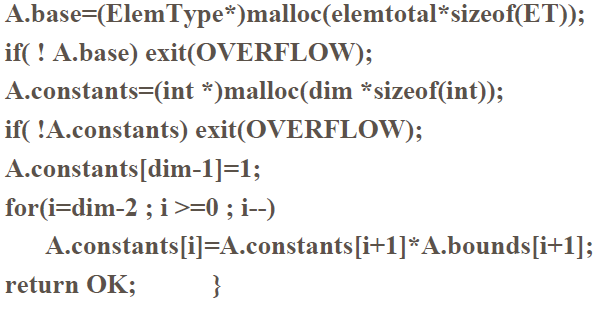 A.base=(ElemType*)malloc(elemtotal*sizeof(ET));
if( ! A.base) exit(OVERFLOW);
A.constants=(int *)malloc(dim *sizeof(int));
if( !A.constants) exit(OVERFLOW);
A.constants[dim-1]=1;
for(i=dim-2 ; i >=0 ; i--)
A.constants[i]=A.constants[i+1]*A.bounds[i+1];
return OK; }